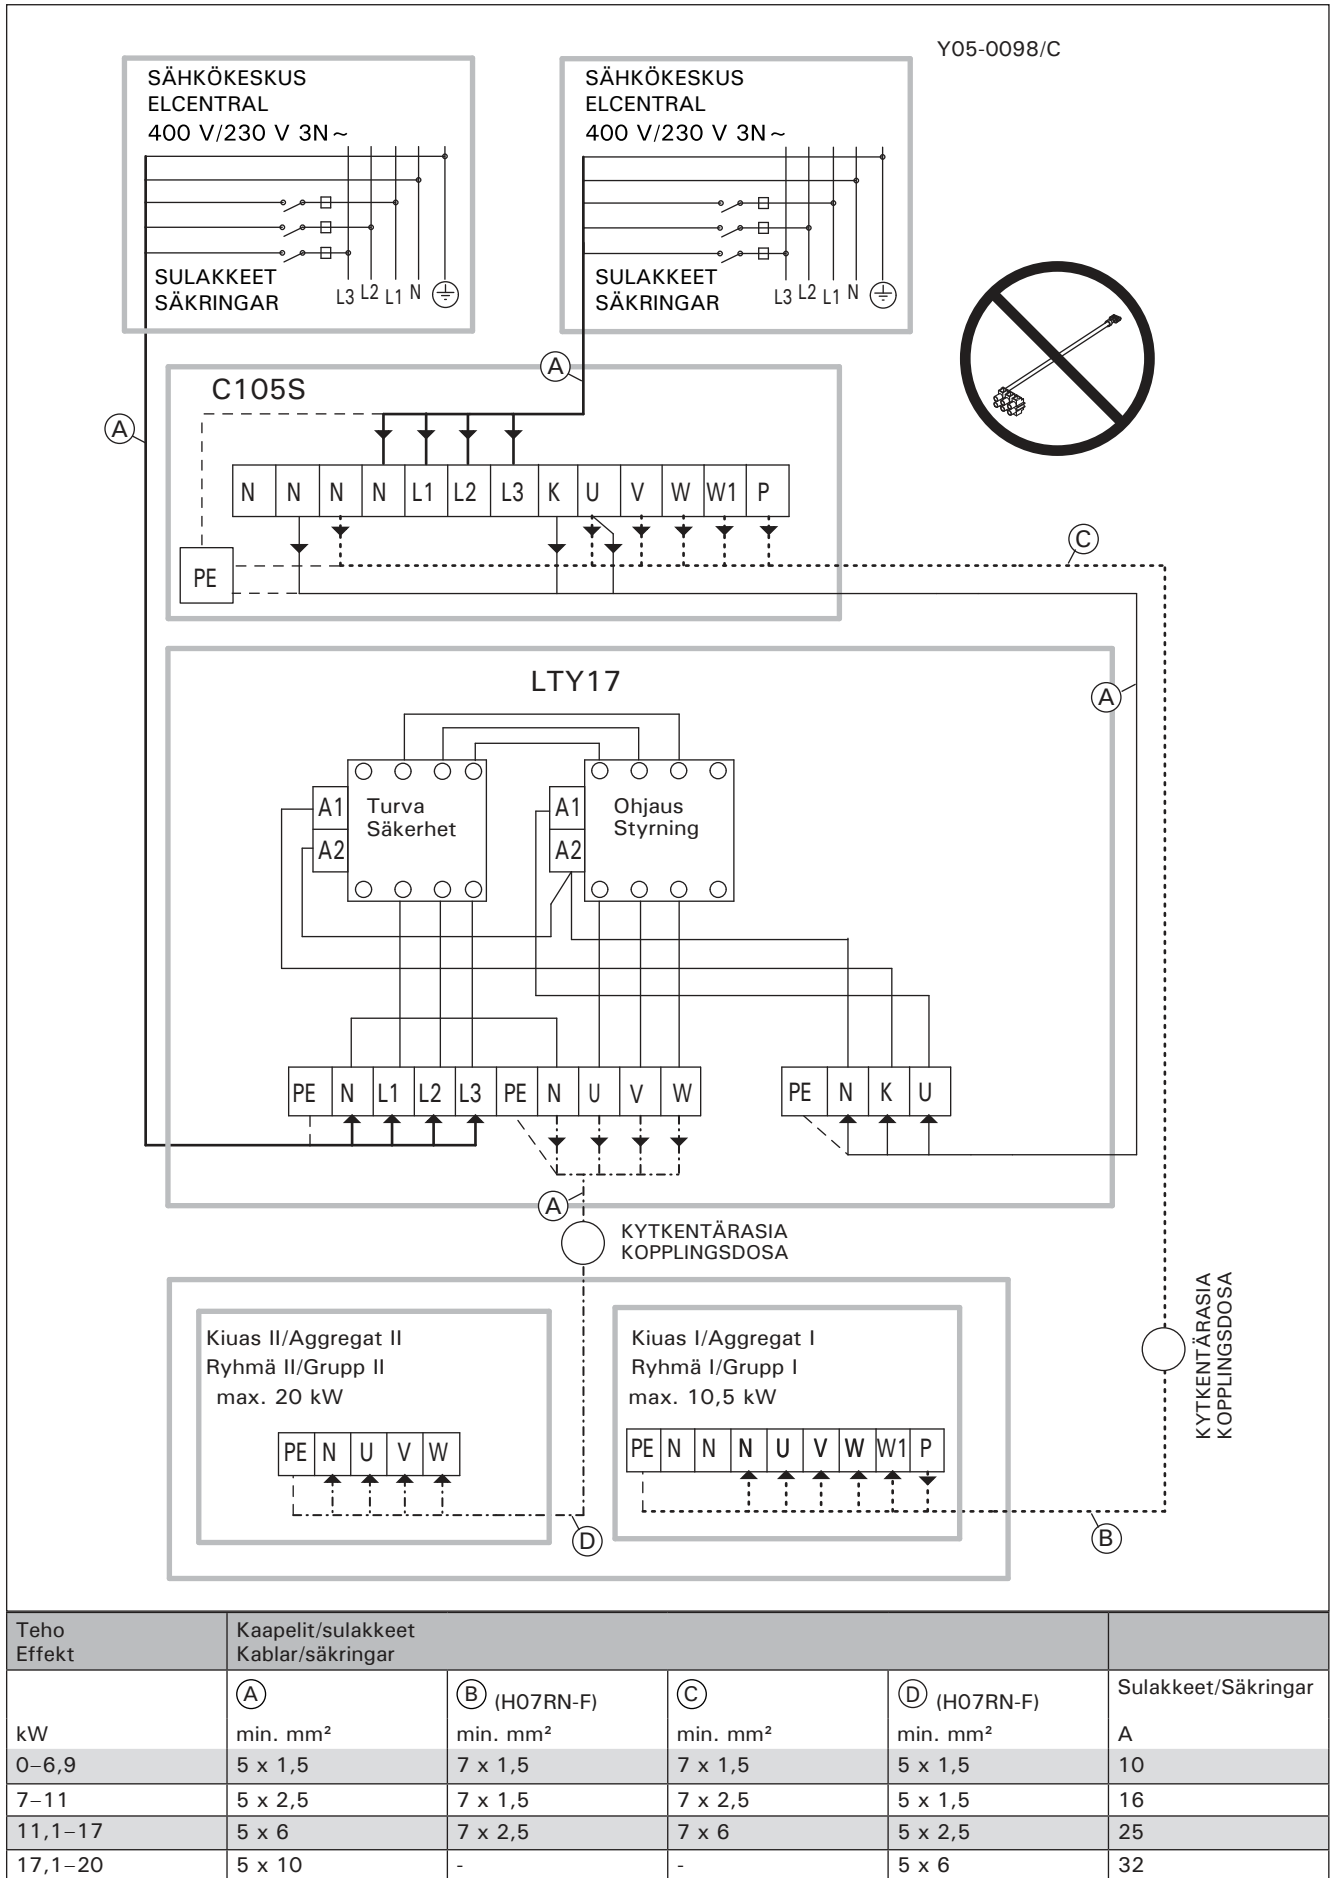 Y05-0098/C
SÄHKÖKESKUS
ELCENTRAL
400 V/230 V 3N~
SULAKKEET
SÄKRINGAR
L3 L2 L1 N
SÄHKÖKESKUS
ELCENTRAL
400 V/230 V 3N~
SULAKKEET
SÄKRINGAR
L3 L2 L1 N
A
A
C105S
N N N N L1 L2 L3 K U V W W1 P
PE
C
LTY17
A
A1
A2
Turva
Säkerhet
A1
A2
Ohjaus
Styrning
PE N L1 L2 L3 PE N U V W
PE N K U
A
KYTKENTÄRASIA
KOPPLINGSDOSA
KYTKENTÄRASIA
KOPPLINGSDOSA
Kiuas II/Aggregat II
Ryhmä II/Grupp II
max. 20 kW
PE N U V W
D
Kiuas I/Aggregat I
Ryhmä I/Grupp I
max. 10,5 kW
PE N N N U V W W1 P
B
Teho
Effekt
Kaapelit/sulakkeet
Kablar/säkringar
A B (H07RN-F) C D (H07RN-F) Sulakkeet/Säkringar
kW min. mm² min. mm² min. mm² min. mm² A
0–6,9 5 x 1,5 7 x 1,5 7 x 1,5 5 x 1,5 10
7–11 5 x 2,5 7 x 1,5 7 x 2,5 5 x 1,5 16
11,1–17 5 x 6 7 x 2,5 7 x 6 5 x 2,5 25
17,1–20 5 x 10 - - 5 x 6 32